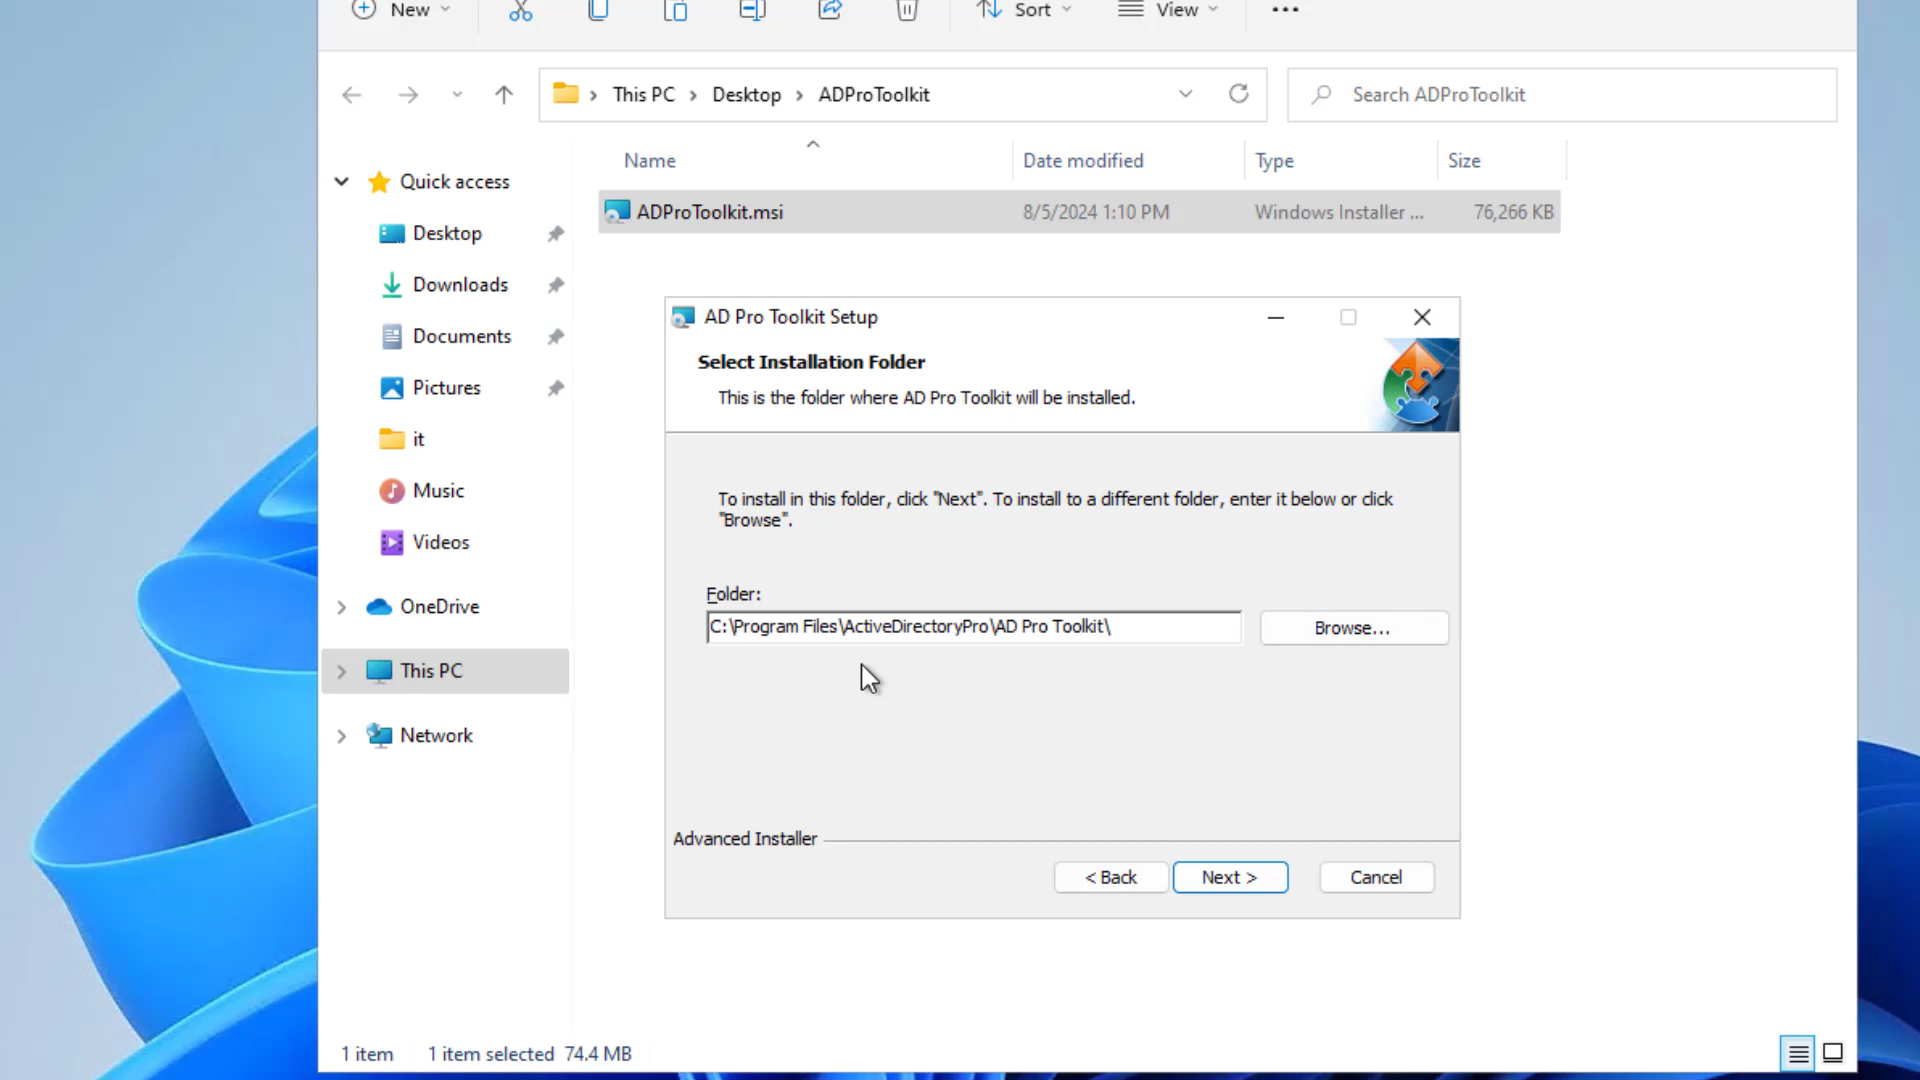 New
Sort
View
This PC
Desktop
ADProToolkit
Search ADProToolkit
Name
Date modified
Type
Size
ADProToolkit.msi
8/5/2024 1:10 PM
Windows Installer ...
76,266 KB
Quick access
Desktop
Downloads
Documents
Pictures
it
Music
Videos
OneDrive
This PC
Network
AD Pro Toolkit Setup
Select Installation Folder
This is the folder where AD Pro Toolkit will be installed.
To install in this folder, click "Next". To install to a different folder, enter it below or click
"Browse".
Folder:
C:\Program Files\ActiveDirectoryPro\AD Pro Toolkit\
Browse...
Advanced Installer
< Back
Next >
Cancel
1 item
1 item selected 74.4 MB